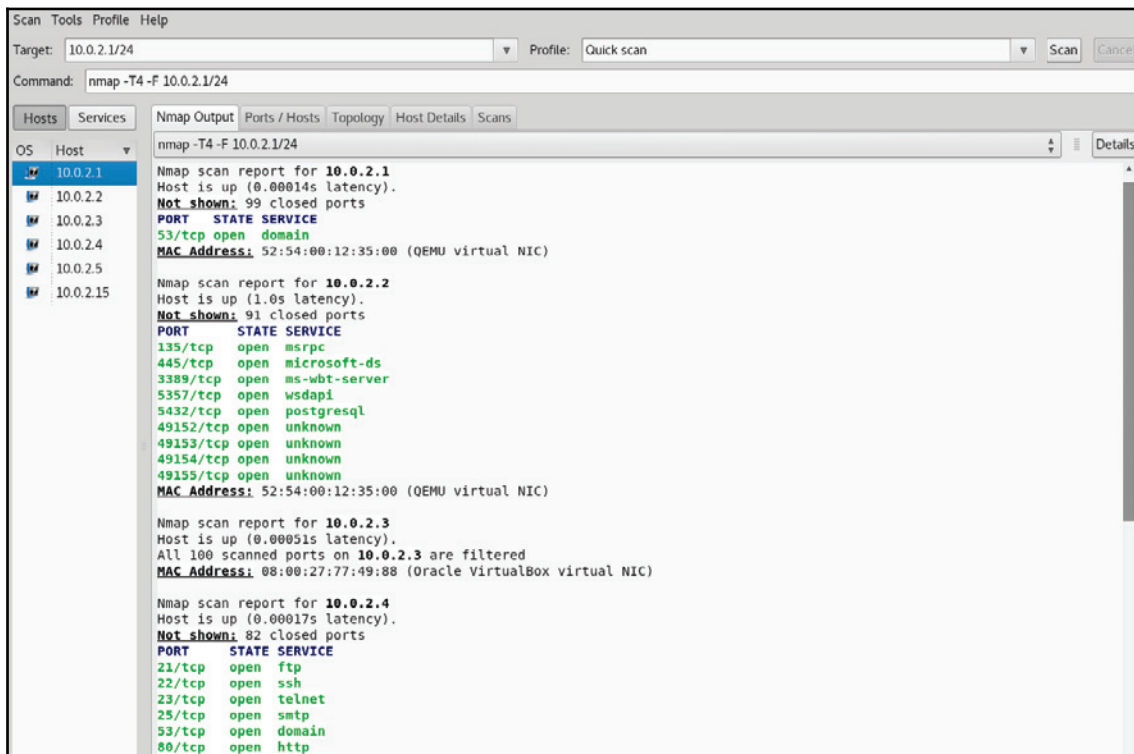 Scan Tools Profile Help
Target: 10.0.2.1/24 Profile: Quick scan Scan Cancel
Command: nmap -T4 -F 10.0.2.1/24
Hosts Services
OS Host
10.0.2.1
10.0.2.2
10.0.2.3
10.0.2.4
10.0.2.5
10.0.2.15
Nmap Output Ports / Hosts Topology Host Details Scans
nmap -T4 -F 10.0.2.1/24 Details
Nmap scan report for 10.0.2.1
Host is up (0.00014s latency).
Not shown: 99 closed ports
PORT STATE SERVICE
53/tcp open domain
MAC Address: 52:54:00:12:35:00 (QEMU virtual NIC)
Nmap scan report for 10.0.2.2
Host is up (1.0s latency).
Not shown: 91 closed ports
PORT STATE SERVICE
135/tcp open msrpc
445/tcp open microsoft-ds
3389/tcp open ms-wbt-server
5357/tcp open wsdapi
5432/tcp open postgresql
49152/tcp open unknown
49153/tcp open unknown
49154/tcp open unknown
49155/tcp open unknown
MAC Address: 52:54:00:12:35:00 (QEMU virtual NIC)
Nmap scan report for 10.0.2.3
Host is up (0.00051s latency).
All 100 scanned ports on 10.0.2.3 are filtered
MAC Address: 08:00:27:77:49:88 (Oracle VirtualBox virtual NIC)
Nmap scan report for 10.0.2.4
Host is up (0.00017s latency).
Not shown: 82 closed ports
PORT STATE SERVICE
21/tcp open ftp
22/tcp open ssh
23/tcp open telnet
25/tcp open smtp
53/tcp open domain
80/tcp open http